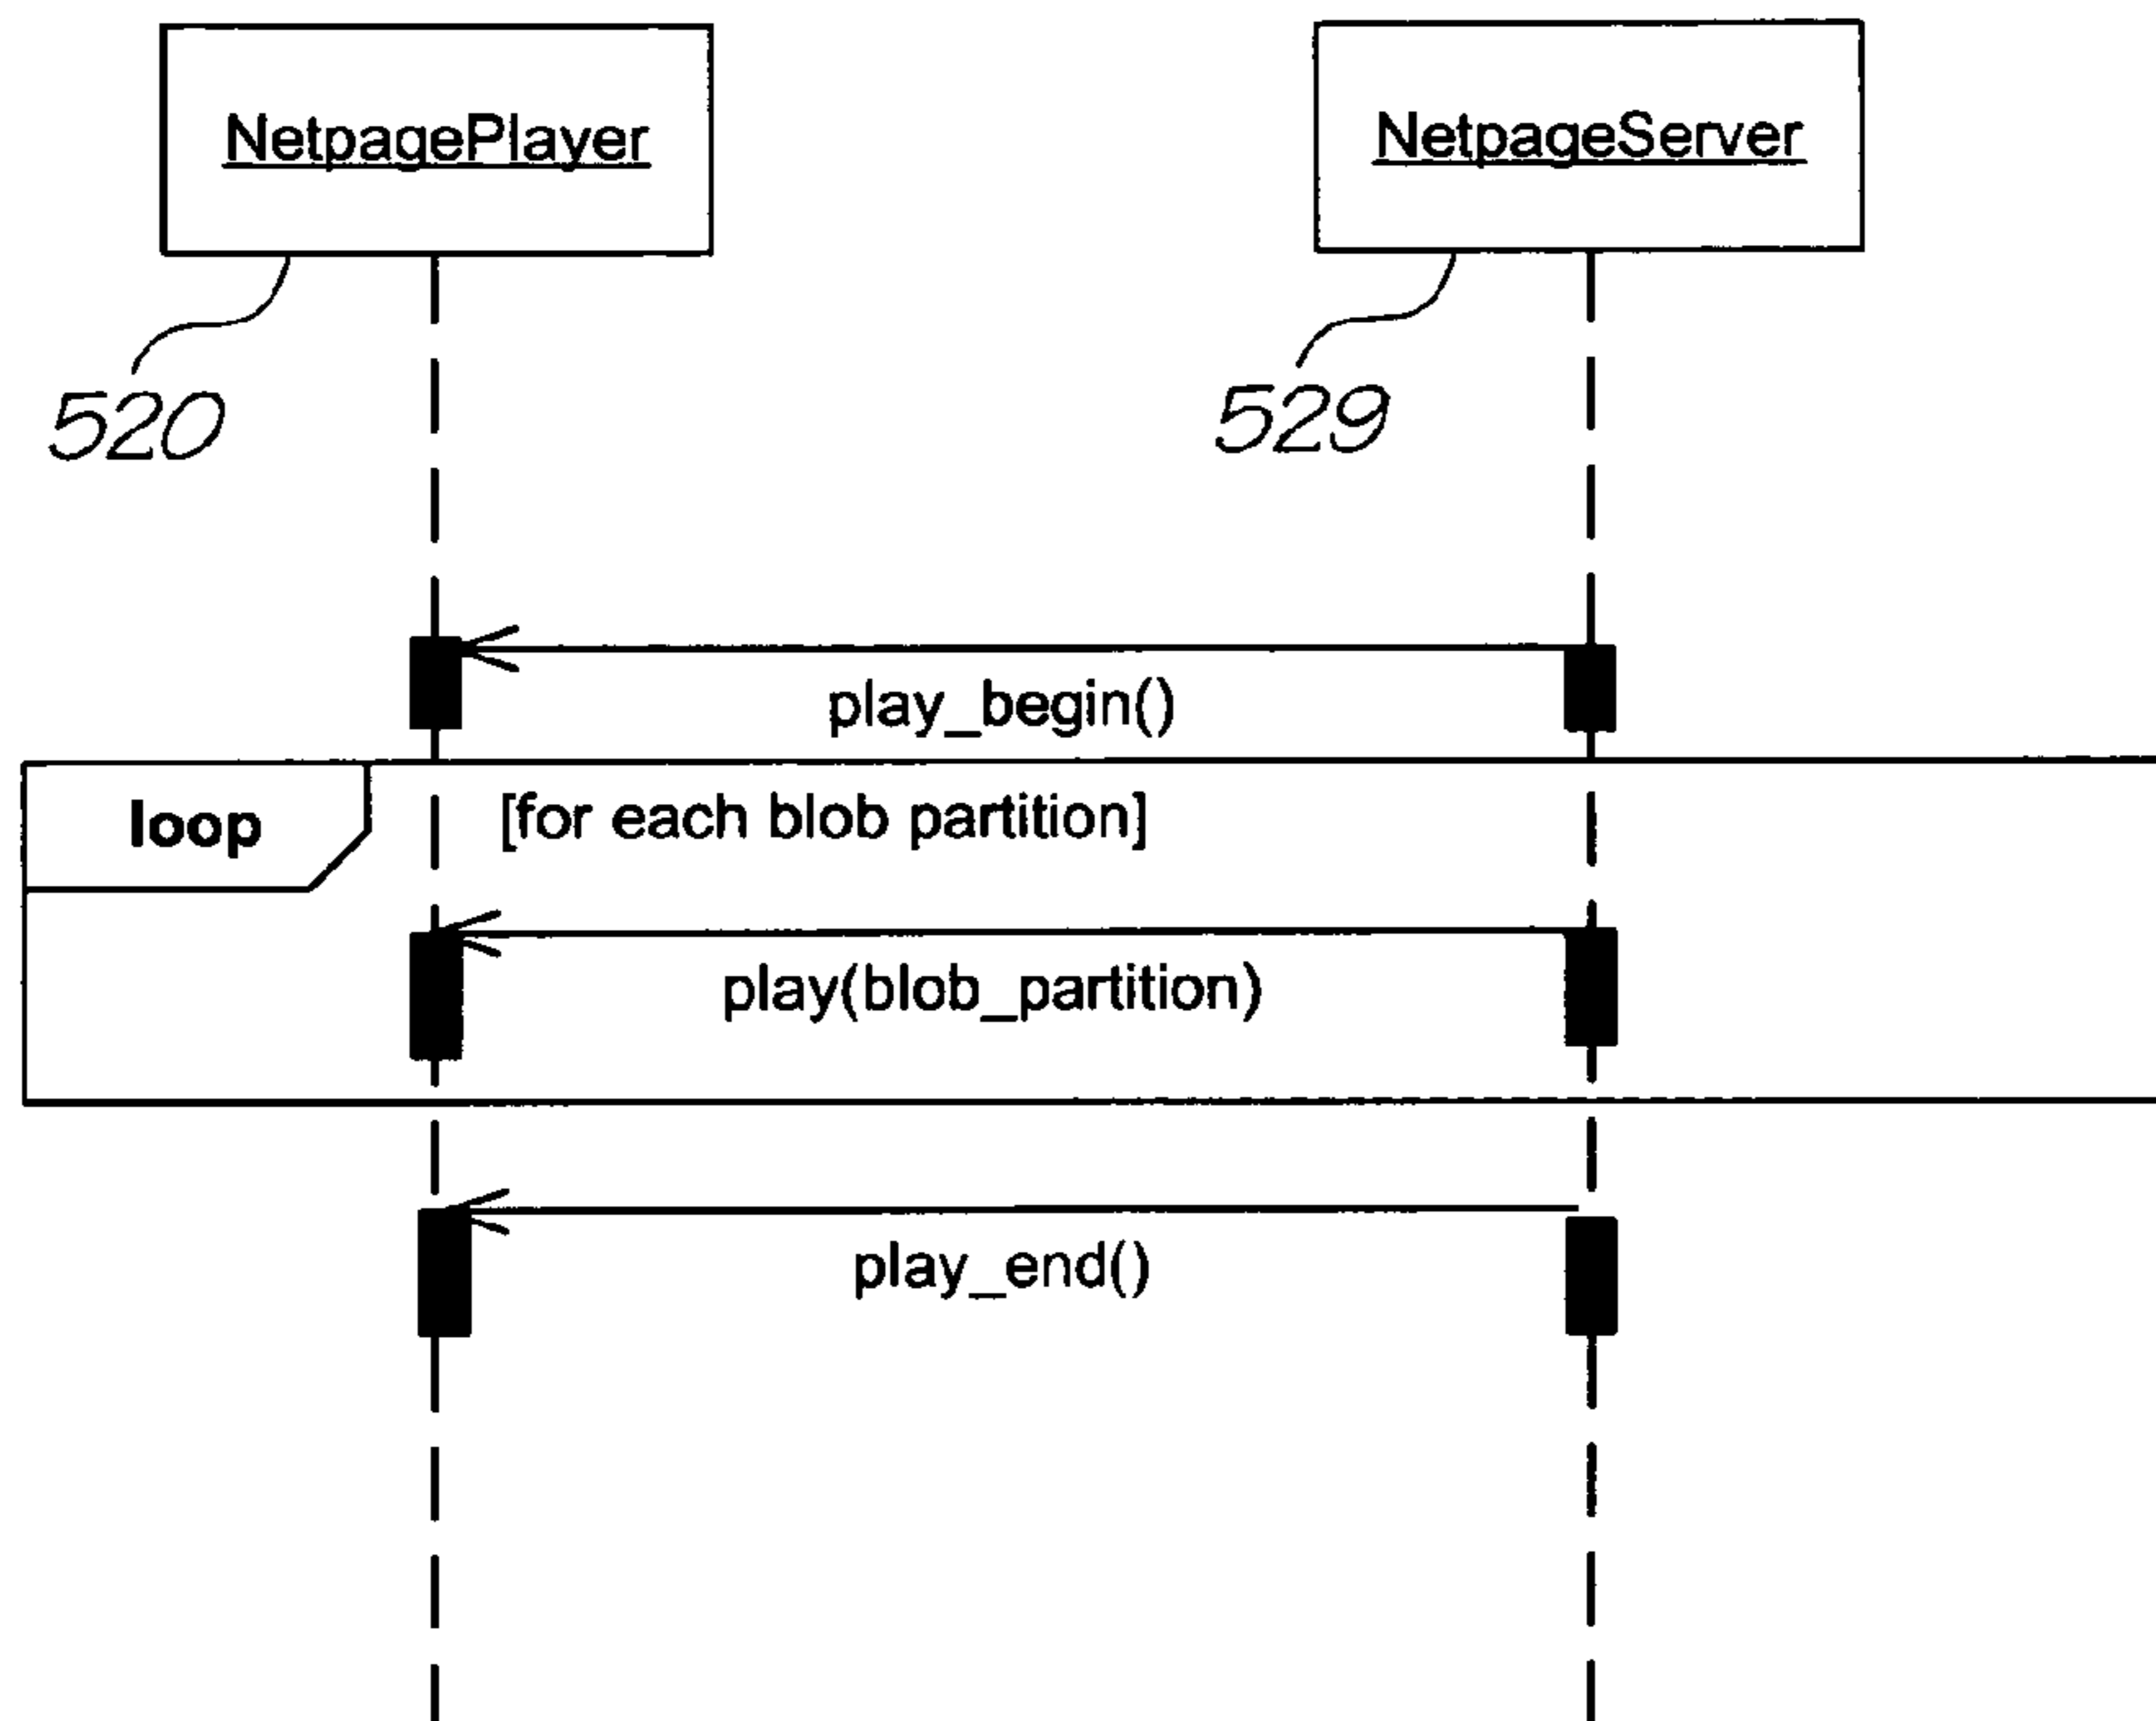 NetpagePlayer
NetpageServer
520
529
play_begin()
loop
[for each blob partition]
play(blob_partition)
play_end()